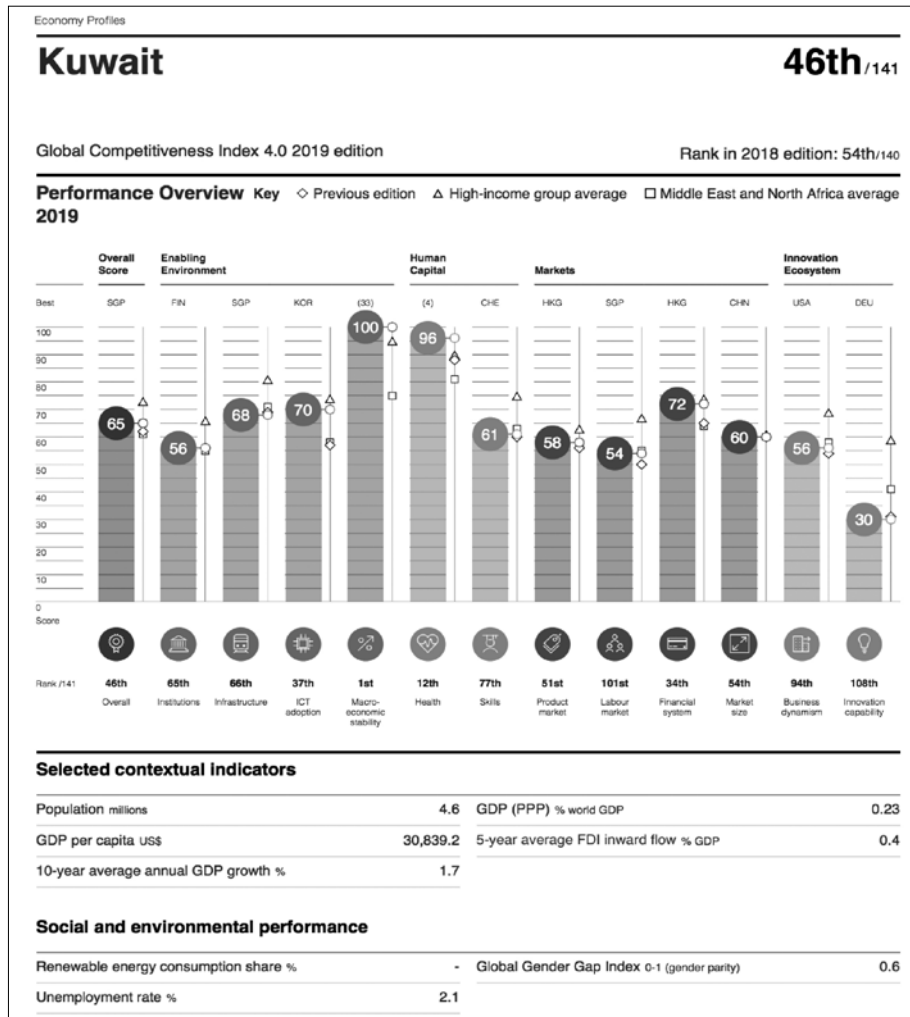 Economy Profiles
Kuwait 46th/141
Global Competitiveness Index 4.0 2019 edition Rank in 2018 edition: 54th/140
Performance Overview Key ◇ Previous edition △ High-income group average □ Middle East and North Africa average
2019
Overall Score Enabling Environment Human Capital Markets Innovation Ecosystem
Best SGP FIN SGP KOR (33) (4) CHE HKG SGP HKG CHN USA DEU
100
90
80
70
60
50
40
30
20
10
0
Score
65 56 68 70 100 96 61 58 54 72 60 56 30
Rank /141 46th 65th 66th 37th 1st 12th 77th 51st 101st 34th 54th 94th 108th
Overall Institutions Infrastructure ICT adoption Macro-economic stability Health Skills Product market Labour market Financial system Market size Business dynamism Innovation capability
Selected contextual indicators
Population millions 4.6 GDP (PPP) % world GDP 0.23
GDP per capita US$ 30,839.2 5-year average FDI inward flow % GDP 0.4
10-year average annual GDP growth % 1.7
Social and environmental performance
Renewable energy consumption share % - Global Gender Gap Index 0-1 (gender parity) 0.6
Unemployment rate % 2.1